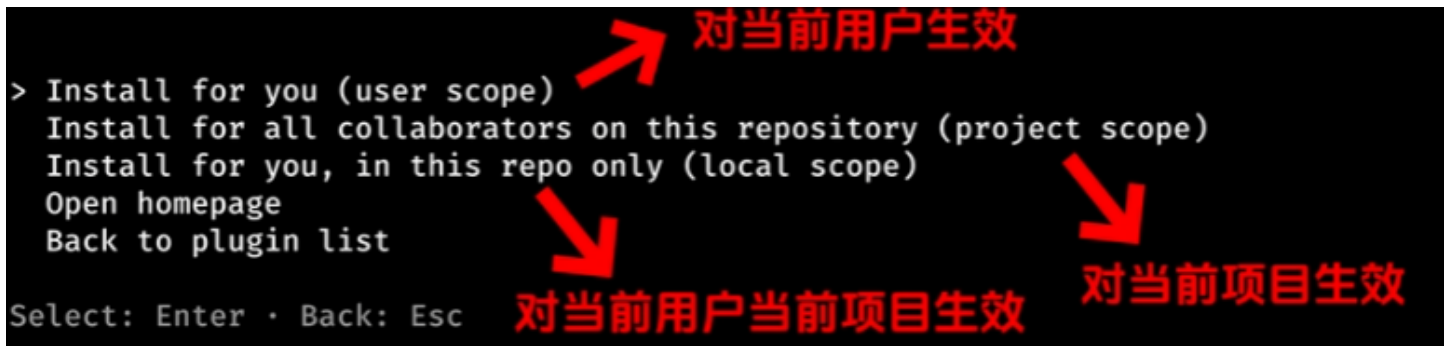 对当前用户生效
> Install for you (user scope)
Install for all collaborators on this repository (project scope)
Install for you, in this repo only (local scope)
Open homepage
Back to plugin list
对当前项目生效
对当前用户当前项目生效
Select: Enter · Back: Esc